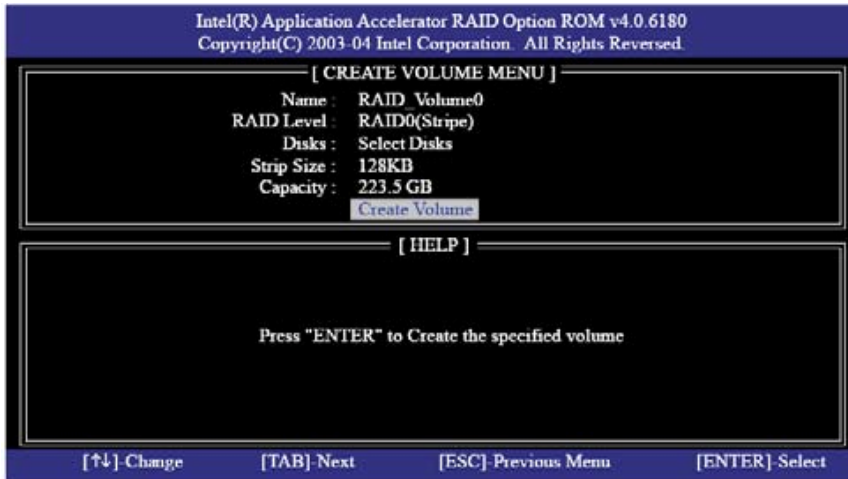 Intel(R) Application Accelerator RAID Option ROM v4.0.6180
Copyright(C) 2003-04 Intel Corporation. All Rights Reversed.
[ CREATE VOLUME MENU ]
Name : RAID_Volume0
RAID Level : RAID0(Stripe)
Disks : Select Disks
Strip Size : 128KB
Capacity : 223.5 GB
Create Volume
[ HELP ]
Press "ENTER" to Create the specified volume
[↑↓]-Change [TAB]-Next [ESC]-Previous Menu [ENTER]-Select